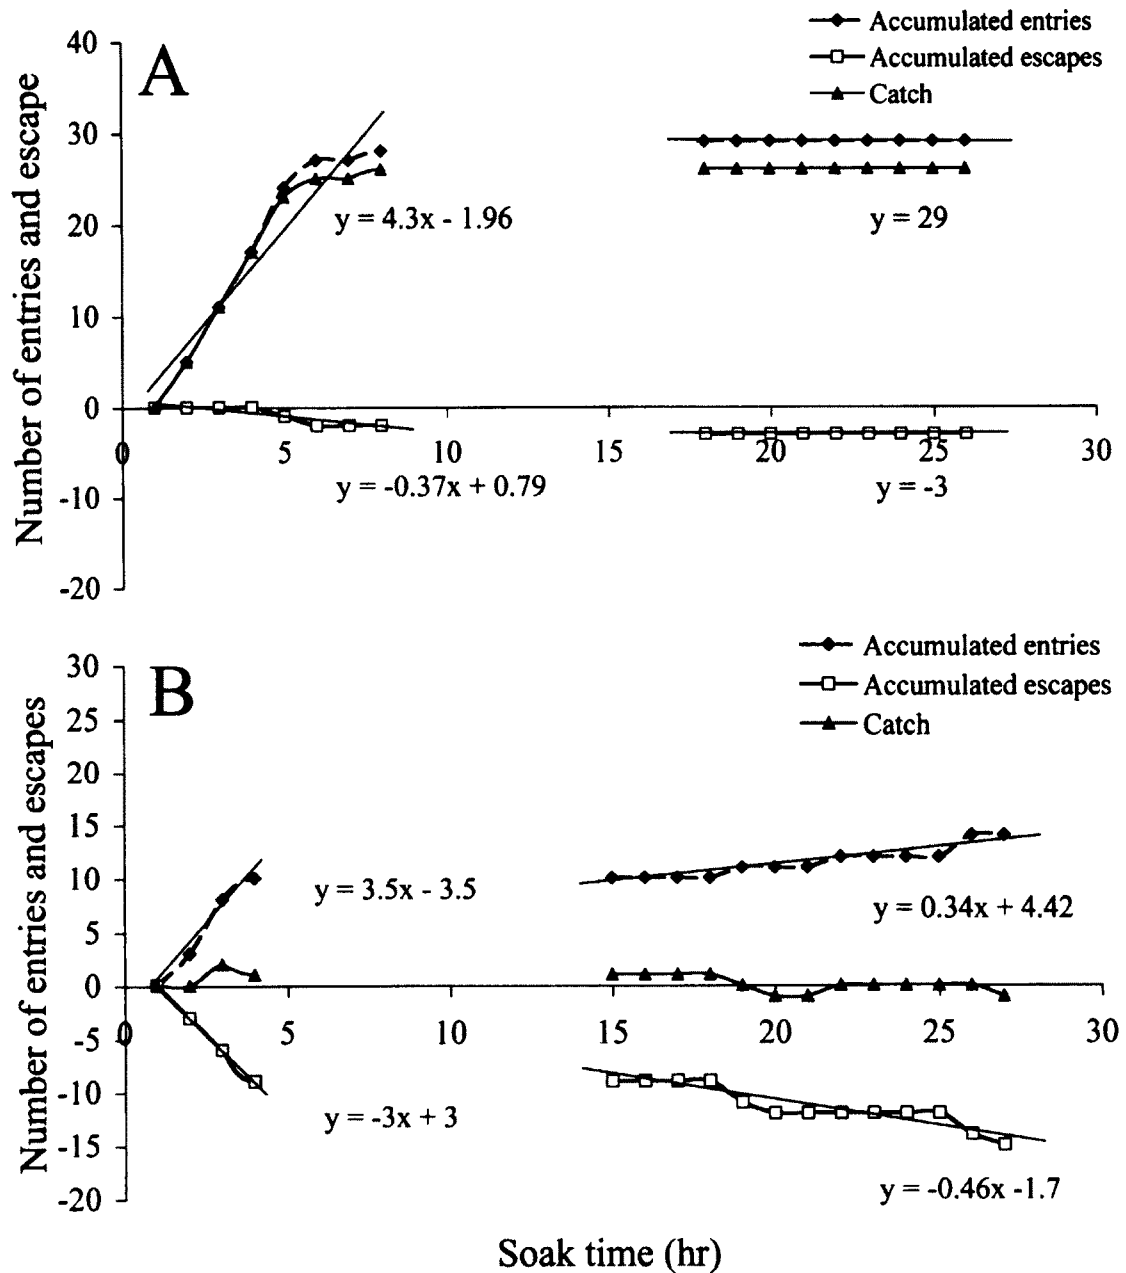 Accumulated entries
Accumulated escapes
Catch
A
Number of entries and escape
40
30
20
10
0
-10
-20
0 5 10 15 20 25 30
y = 4.3x - 1.96
y = 29
y = -0.37x + 0.79
y = -3
Accumulated entries
Accumulated escapes
Catch
B
Number of entries and escapes
30
25
20
15
10
5
0
-5
-10
-15
-20
0 5 10 15 20 25 30
y = 3.5x - 3.5
y = 0.34x + 4.42
y = -3x + 3
y = -0.46x -1.7
Soak time (hr)